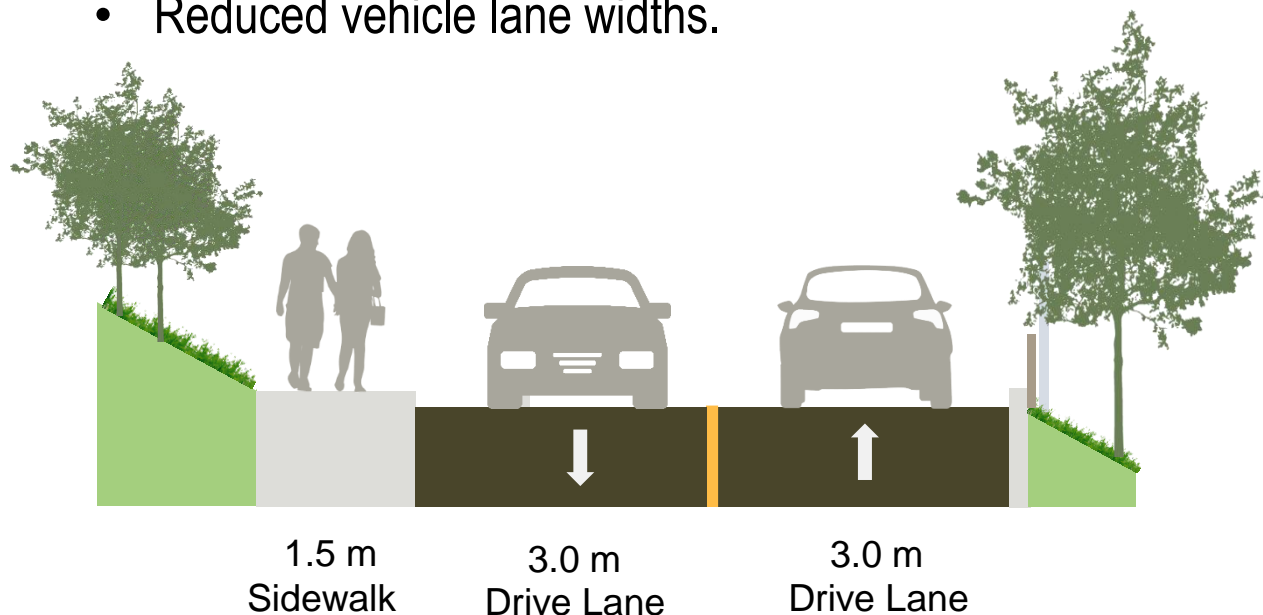 • Reduced vehicle lane widths.
1.5 m
Sidewalk
3.0 m
Drive Lane
3.0 m
Drive Lane